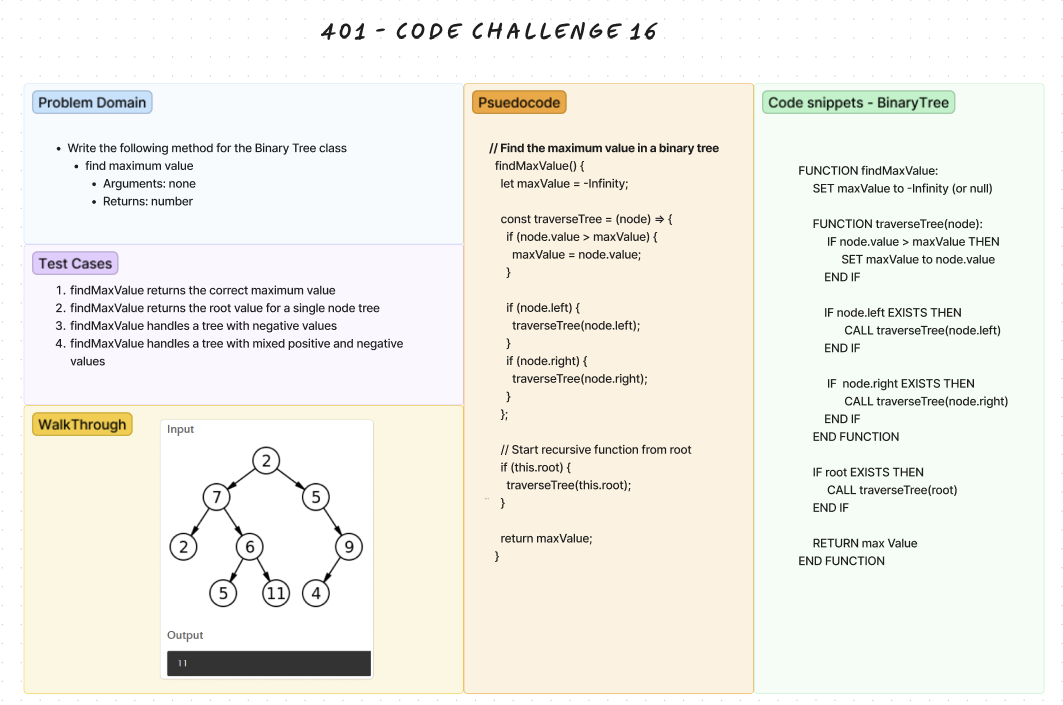 401 - CODE CHALLENGE 16
Problem Domain
• Write the following method for the Binary Tree class
• find maximum value
• Arguments: none
• Returns: number
Test Cases
1. findMaxValue returns the correct maximum value
2. findMaxValue returns the root value for a single node tree
3. findMaxValue handles a tree with negative values
4. findMaxValue handles a tree with mixed positive and negative
values
WalkThrough
Input
2
7 5
2 6 9
5 11 4
Output
11
Psuedocode
// Find the maximum value in a binary tree
findMaxValue() {
let maxValue = -Infinity;
const traverseTree = (node) => {
if (node.value > maxValue) {
maxValue = node.value;
}
if (node.left) {
traverseTree(node.left);
}
if (node.right) {
traverseTree(node.right);
}
};
// Start recursive function from root
if (this.root) {
traverseTree(this.root);
}
return maxValue;
}
Code snippets - BinaryTree
FUNCTION findMaxValue:
SET maxValue to -Infinity (or null)
FUNCTION traverseTree(node):
IF node.value > maxValue THEN
SET maxValue to node.value
END IF
IF node.left EXISTS THEN
CALL traverseTree(node.left)
END IF
IF node.right EXISTS THEN
CALL traverseTree(node.right)
END IF
END FUNCTION
IF root EXISTS THEN
CALL traverseTree(root)
END IF
RETURN max Value
END FUNCTION